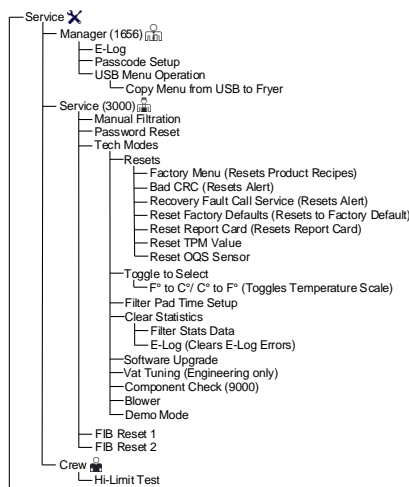 Service
Manager (1656)
E-Log
Passcode Setup
USB Menu Operation
Copy Menu from USB to Fryer
Service (3000)
Manual Filtration
Password Reset
Tech Modes
Resets
Factory Menu (Resets Product Recipes)
Bad CRC (Resets Alert)
Recovery Fault Call Service (Resets Alert)
Reset Factory Defaults (Resets to Factory Default)
Reset Report Card (Resets Report Card)
Reset TPM Value
Reset OQS Sensor
Toggle to Select
F° to C°/ C° to F° (Toggles Temperature Scale)
Filter Pad Time Setup
Clear Statistics
Filter Stats Data
E-Log (Clears E-Log Errors)
Software Upgrade
Vat Tuning (Engineering only)
Component Check (9000)
Blower
Demo Mode
FIB Reset 1
FIB Reset 2
Crew
Hi-Limit Test